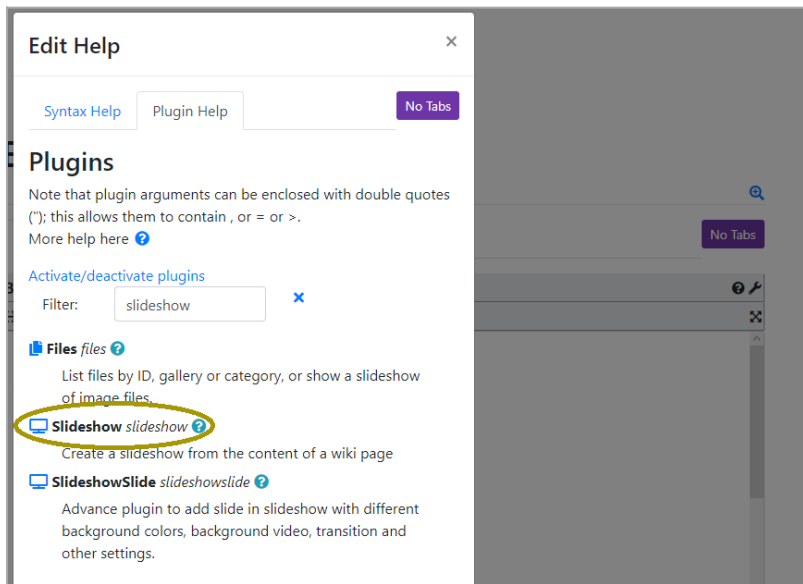 Edit Help
×
Syntax Help Plugin Help No Tabs
Plugins
Note that plugin arguments can be enclosed with double quotes
("); this allows them to contain , or = or >.
More help here ?
Activate/deactivate plugins
Filter: slideshow
Files files ?
List files by ID, gallery or category, or show a slideshow
of image files.
Slideshow slideshow ?
Create a slideshow from the content of a wiki page
SlideshowSlide slideshowslide ?
Advance plugin to add slide in slideshow with different
background colors, background video, transition and
other settings.
No Tabs